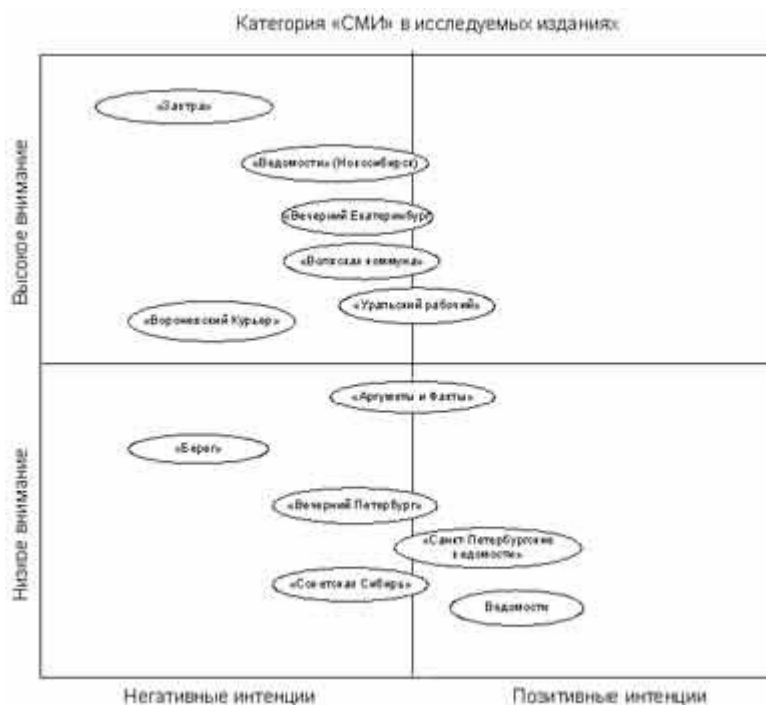 Категория «СМИ» в исследуемых изданиях
Высокое внимание
«Завтра»
«Ведомости» (Новосибирск)
«Вечерний Екатеринбург
«Волжская коммуна»
«Уральский рабочий»
«Воронежский Курьер»
Низкое внимание
«Аргументы и Факты»
«Берег»
«Вечерний Петербург»
«Санкт-Петербургские
ведомости»
«Советская Сибирь»
Ведомости
Негативные интенции
Позитивные интенции